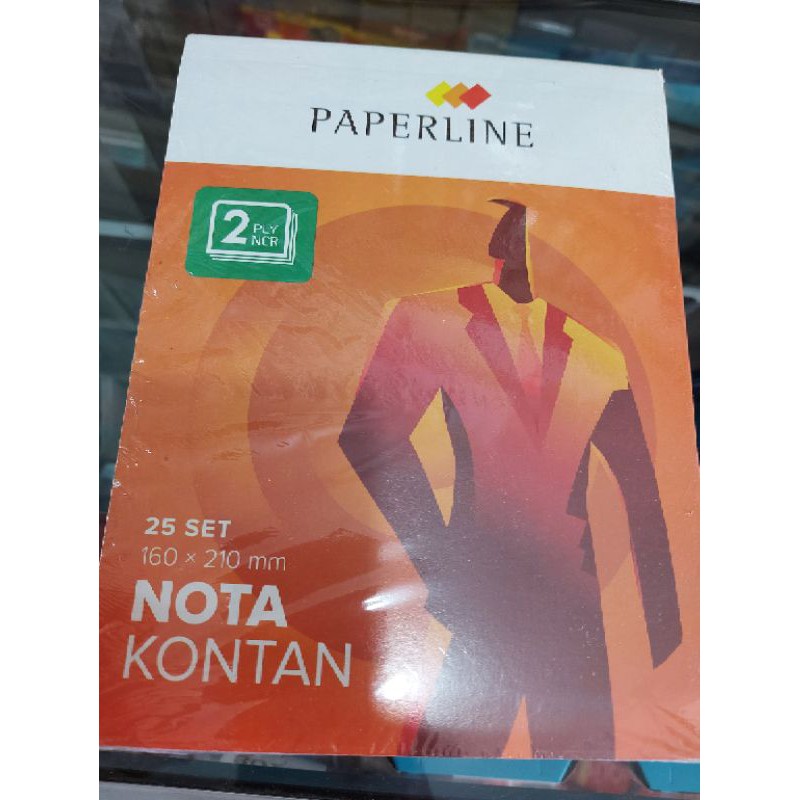 PAPERLINE
2 PLY
NCR
25 SET
160 × 210 mm
NOTA
KONTAN